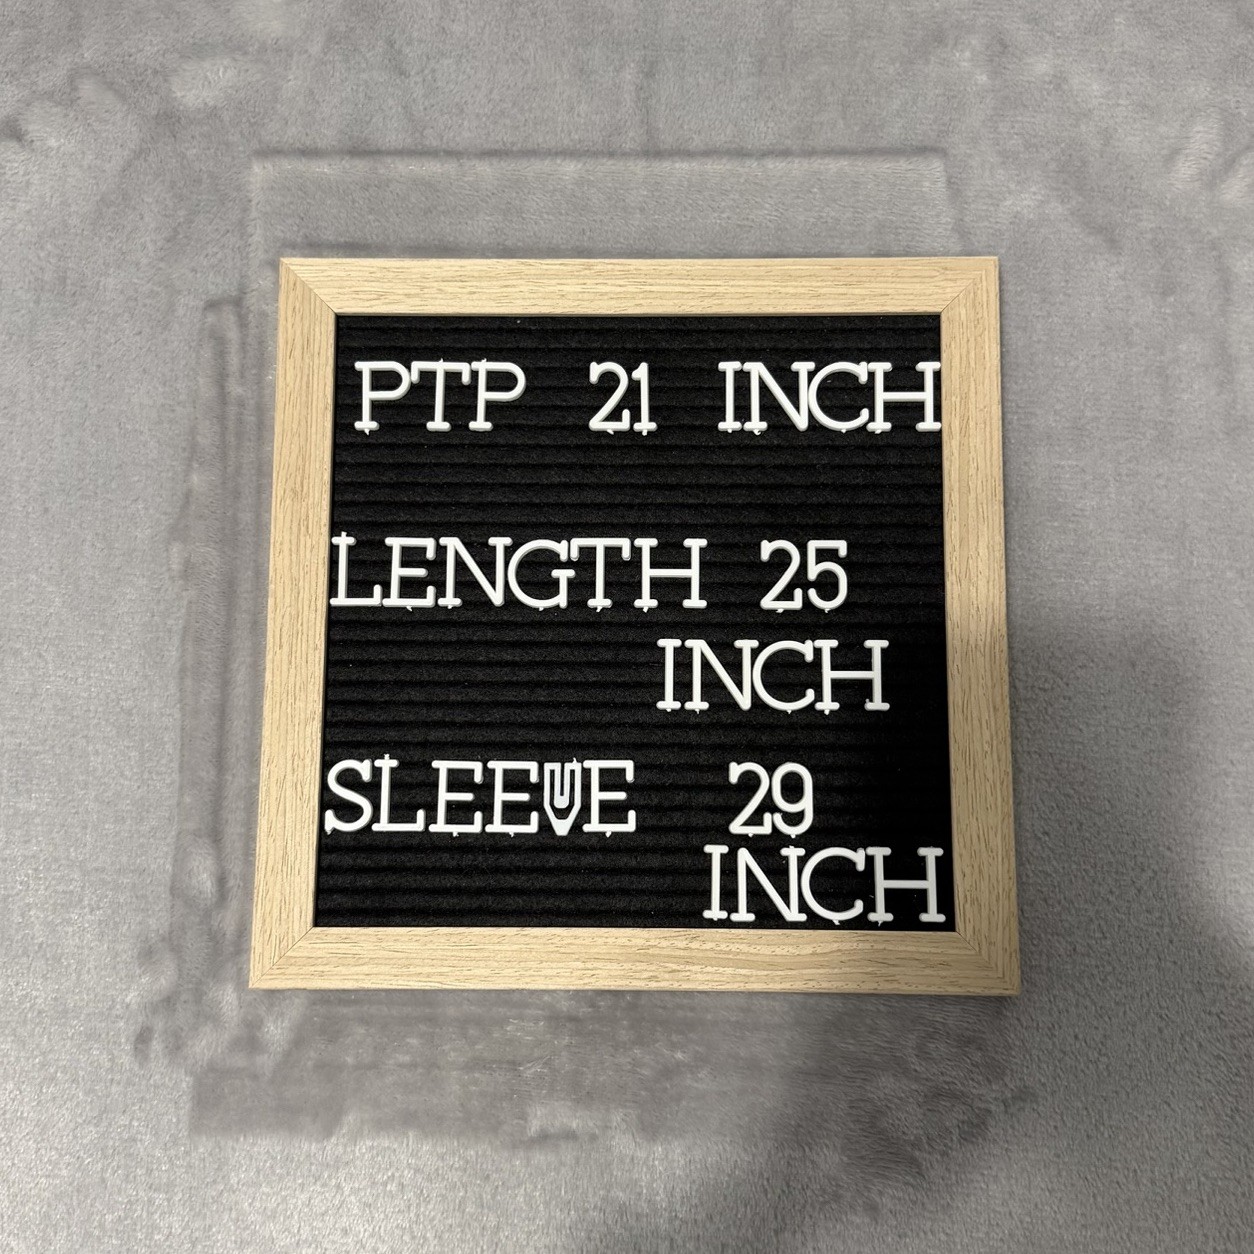 PTP 21 INCH
LENGTH 25
INCH
SLEEVE 29
INCH